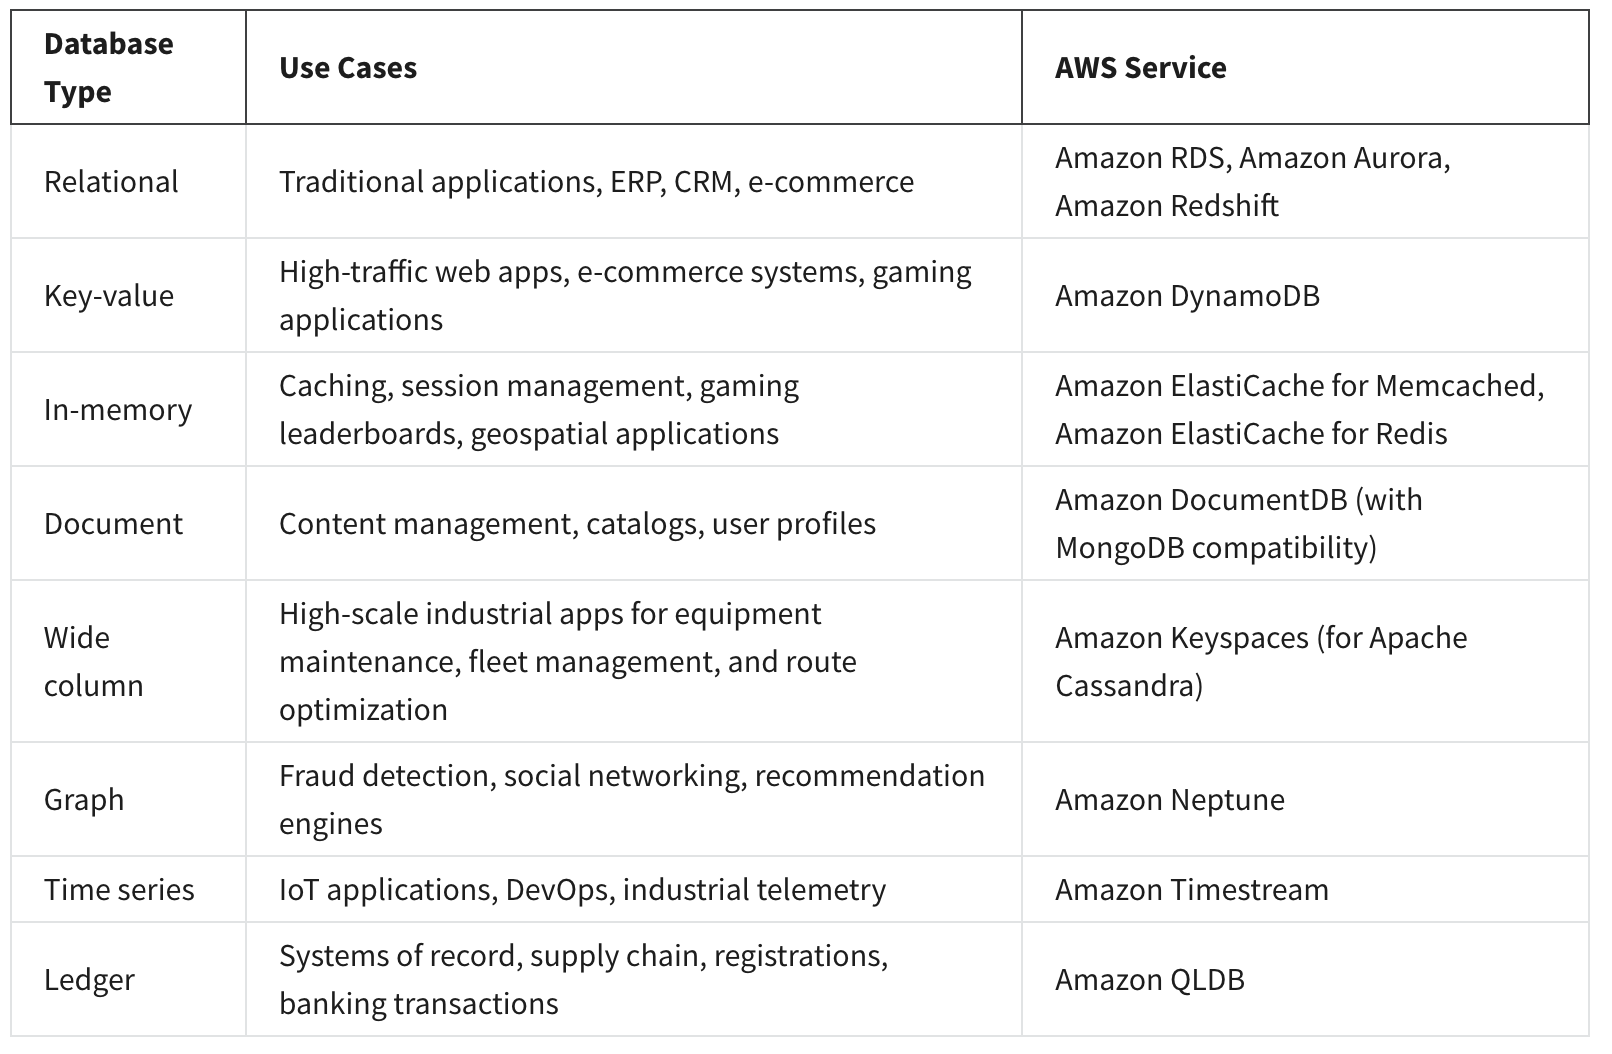 Database
Type
Use Cases
AWS Service
Relational
Traditional applications, ERP, CRM, e-commerce
Amazon RDS, Amazon Aurora,
Amazon Redshift
Key-value
High-traffic web apps, e-commerce systems, gaming
applications
Amazon DynamoDB
In-memory
Caching, session management, gaming
leaderboards, geospatial applications
Amazon ElastiCache for Memcached,
Amazon ElastiCache for Redis
Document
Content management, catalogs, user profiles
Amazon DocumentDB (with
MongoDB compatibility)
Wide
column
High-scale industrial apps for equipment
maintenance, fleet management, and route
optimization
Amazon Keyspaces (for Apache
Cassandra)
Graph
Fraud detection, social networking, recommendation
engines
Amazon Neptune
Time series
IoT applications, DevOps, industrial telemetry
Amazon Timestream
Ledger
Systems of record, supply chain, registrations,
banking transactions
Amazon QLDB